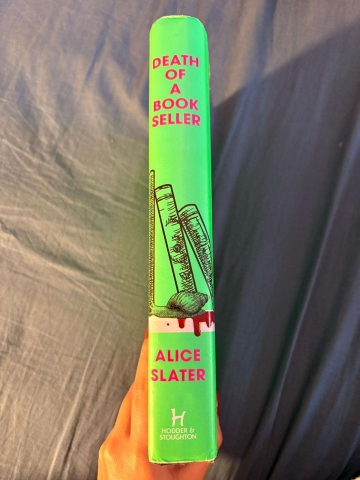 DEATH
OF
A
BOOK
SELLER
ALICE
SLATER
H
HODDER &
STOUGHTON